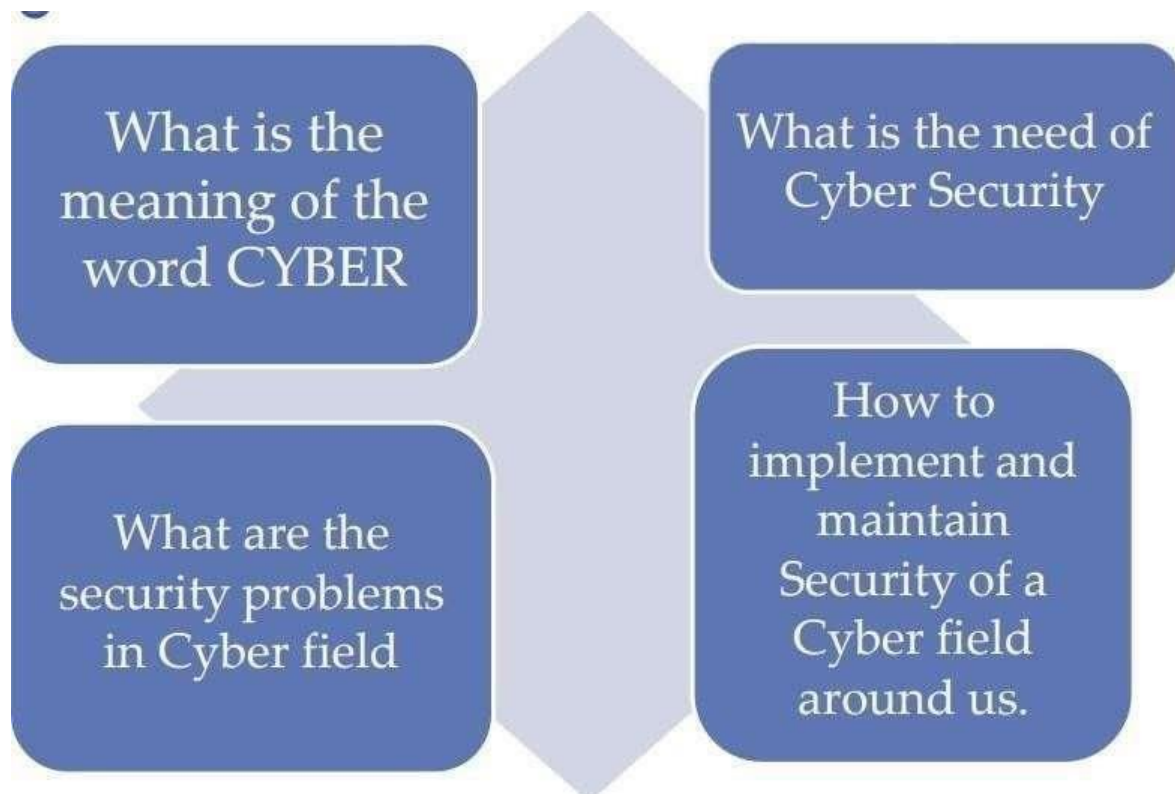 What is the
meaning of the
word CYBER
What is the need of
Cyber Security
What are the
security problems
in Cyber field
How to
implement and
maintain
Security of a
Cyber field
around us.